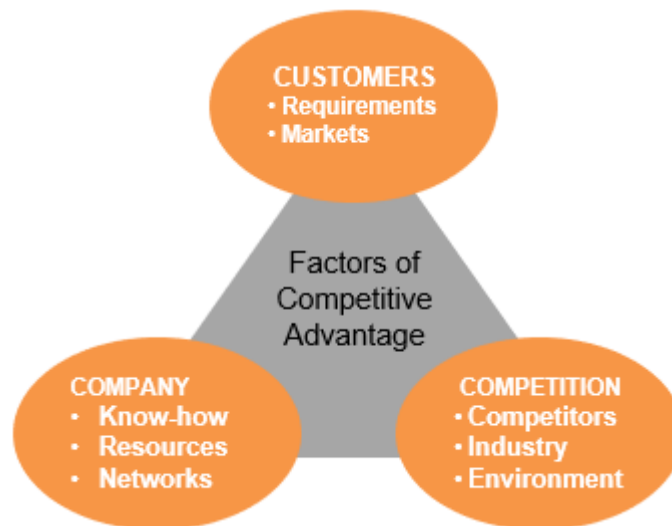 CUSTOMERS
• Requirements
• Markets
Factors of
Competitive
Advantage
COMPANY
• Know-how
• Resources
• Networks
COMPETITION
• Competitors
• Industry
• Environment